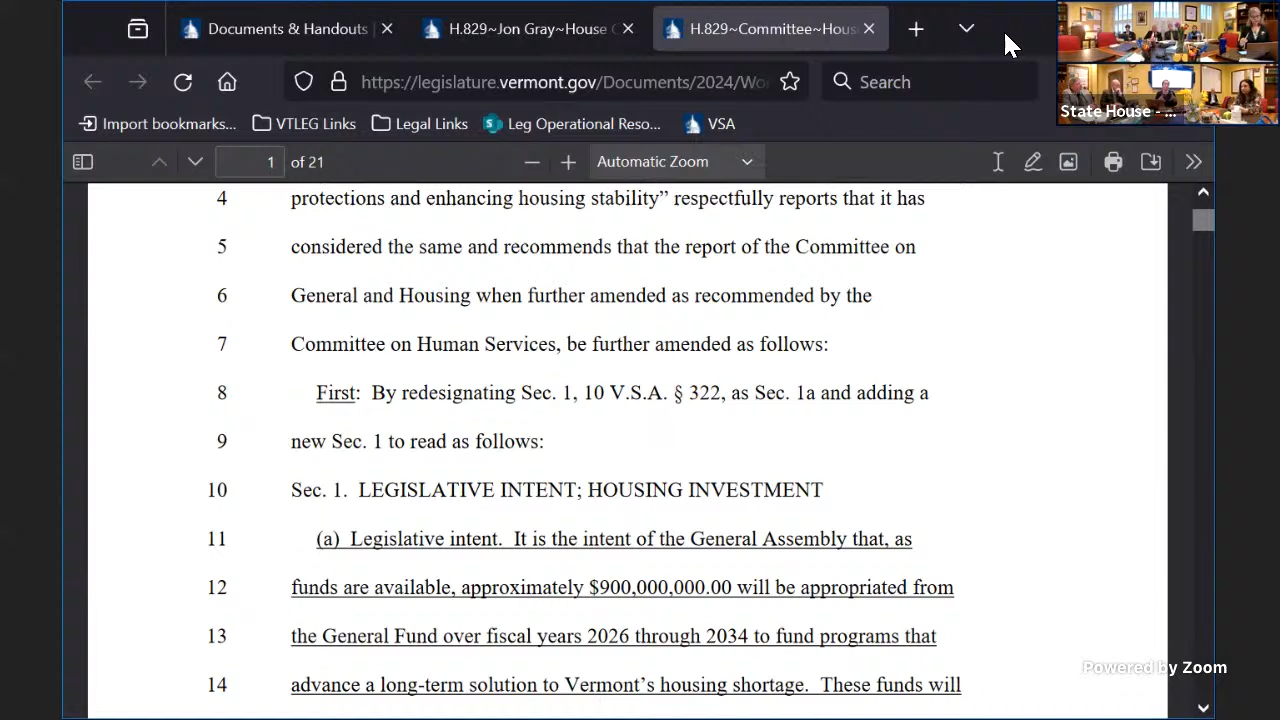 Documents & Handouts
H.829~Jon Gray~House C
H.829~Committee~Hous
https://legislature.vermont.gov/Documents/2024/Wo
Search
Import bookmarks...
VTLEG Links
Legal Links
Leg Operational Reso...
VSA
State House - ...
1 of 21
Automatic Zoom
4 protections and enhancing housing stability” respectfully reports that it has
5 considered the same and recommends that the report of the Committee on
6 General and Housing when further amended as recommended by the
7 Committee on Human Services, be further amended as follows:
8 First: By redesignating Sec. 1, 10 V.S.A. § 322, as Sec. 1a and adding a
9 new Sec. 1 to read as follows:
10 Sec. 1. LEGISLATIVE INTENT; HOUSING INVESTMENT
11 (a) Legislative intent. It is the intent of the General Assembly that, as
12 funds are available, approximately $900,000,000.00 will be appropriated from
13 the General Fund over fiscal years 2026 through 2034 to fund programs that
14 advance a long-term solution to Vermont’s housing shortage. These funds will
Powered by Zoom